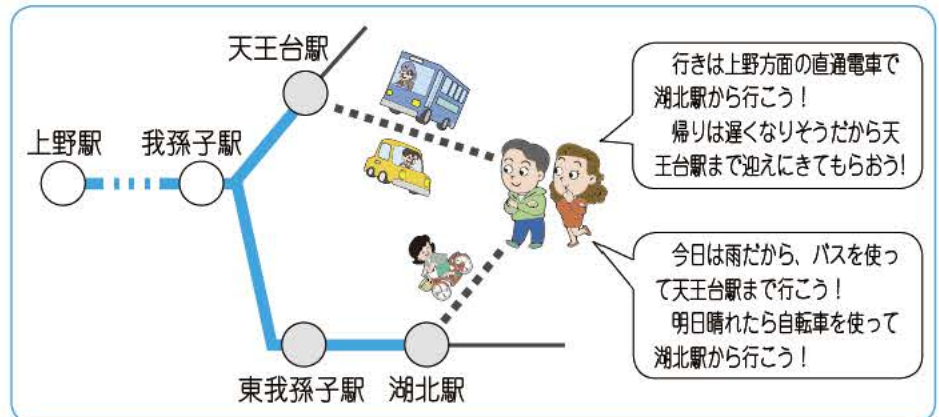 天王台駅
上野駅
我孫子駅
東我孫子駅
湖北駅
行きは上野方面の直通電車で
湖北駅から行こう！
帰りは遅くなりそうだから天
王台駅まで迎えにきてもらおう!
今日は雨だから、バスを使っ
て天王台駅まで行こう！
明日晴れたら自転車を使って
湖北駅から行こう！